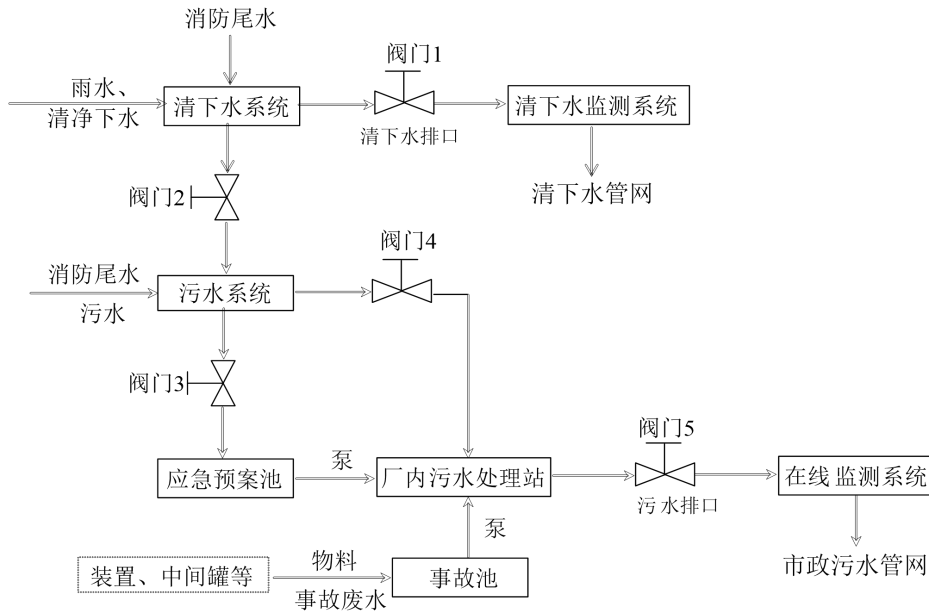 消防尾水
阀门1
雨水、
清净下水
清下水系统
清下水监测系统
清下水排口
清下水管网
阀门2
阀门4
消防尾水
污水
污水系统
阀门3
阀门5
应急预案池
泵
厂内污水处理站
污水排口
在线监测系统
泵
市政污水管网
装置、中间罐等
物料
事故废水
事故池